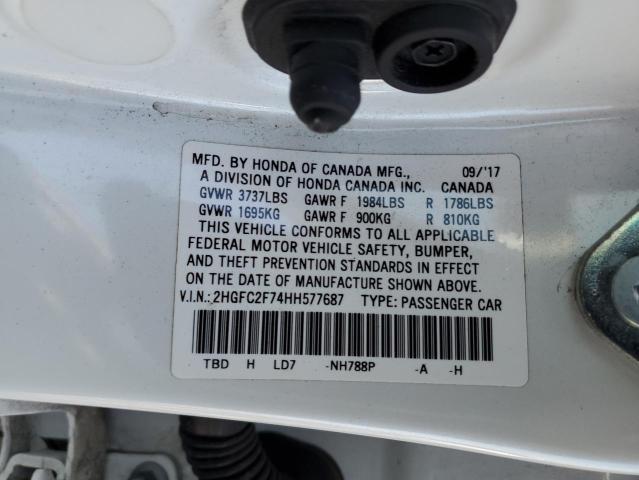 MFD. BY HONDA OF CANADA MFG., 09/'17
A DIVISION OF HONDA CANADA INC. CANADA
GVWR 3737LBS GAWR F 1984LBS R 1786LBS
GVWR 1695KG GAWR F 900KG R 810KG
THIS VEHICLE CONFORMS TO ALL APPLICABLE
FEDERAL MOTOR VEHICLE SAFETY, BUMPER,
AND THEFT PREVENTION STANDARDS IN EFFECT
ON THE DATE OF MANUFACTURE SHOWN ABOVE.
V.I.N.: 2HGFC2F74HH577687 TYPE: PASSENGER CAR
TBD H LD7 -NH788P -A -H